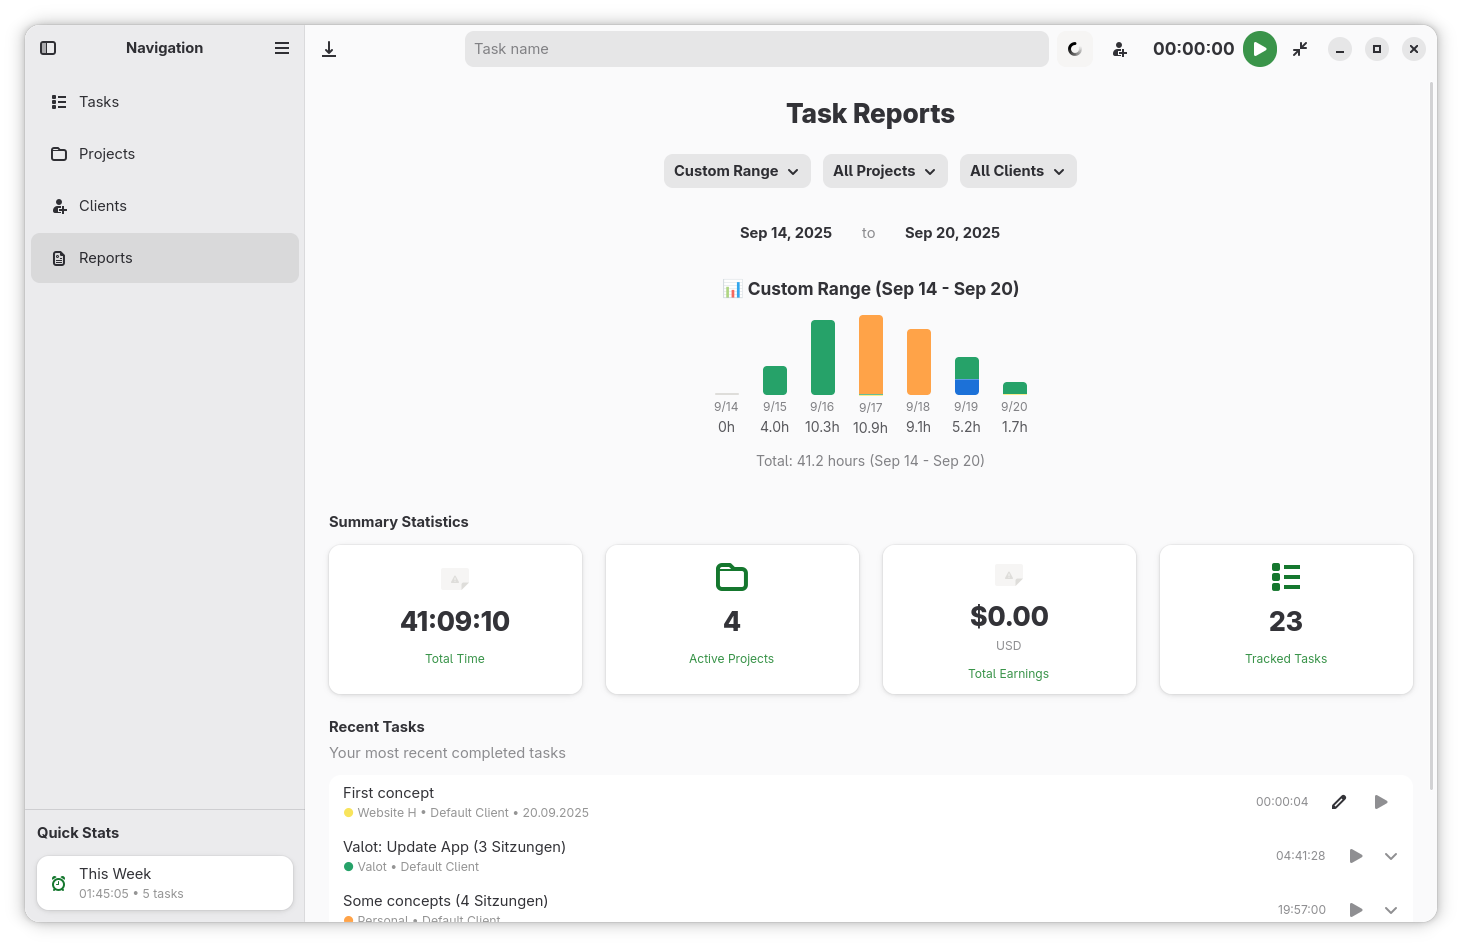 Navigation
Task name
00:00:00
Tasks
Projects
Clients
Reports
Task Reports
Custom Range
All Projects
All Clients
Sep 14, 2025 to Sep 20, 2025
📊 Custom Range (Sep 14 - Sep 20)
9/14 9/15 9/16 9/17 9/18 9/19 9/20
0h 4.0h 10.3h 10.9h 9.1h 5.2h 1.7h
Total: 41.2 hours (Sep 14 - Sep 20)
Summary Statistics
41:09:10
Total Time
4
Active Projects
$0.00
USD
Total Earnings
23
Tracked Tasks
Recent Tasks
Your most recent completed tasks
First concept
Website H • Default Client • 20.09.2025
00:00:04
Valot: Update App (3 Sitzungen)
Valot • Default Client
04:41:28
Some concepts (4 Sitzungen)
Personal • Default Client
19:57:00
Quick Stats
This Week
01:45:05 • 5 tasks